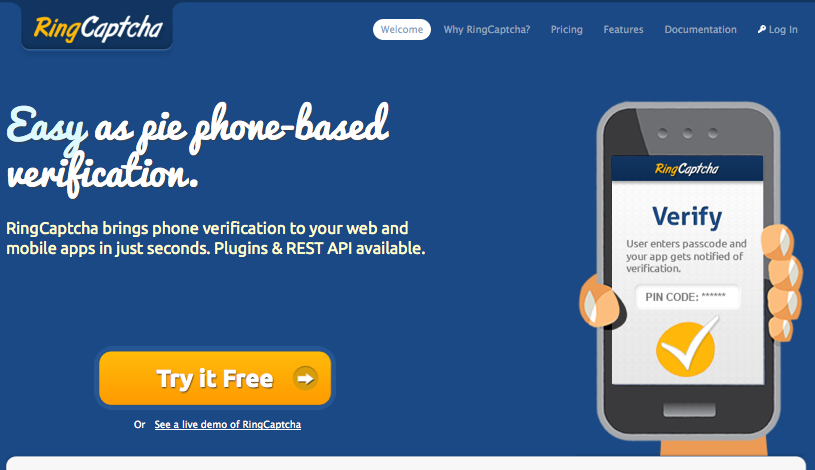 RingCaptcha
Welcome
Why RingCaptcha?
Pricing
Features
Documentation
Log In
Easy as pie phone-based
verification.
RingCaptcha brings phone verification to your web and
mobile apps in just seconds. Plugins & REST API available.
Try it Free
Or See a live demo of RingCaptcha
RingCaptcha
Verify
User enters passcode and
your app gets notified of
verification.
PIN CODE: ******